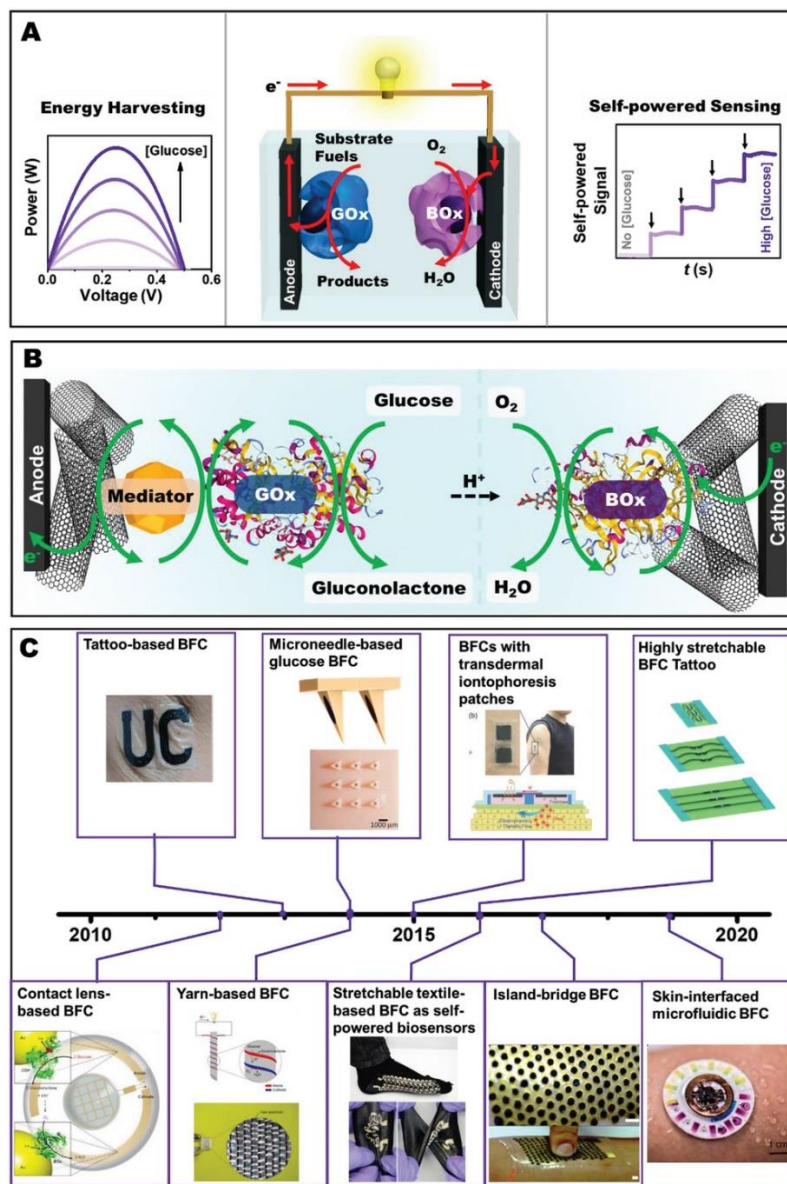 A
Energy Harvesting
[Glucose]
Power (W)
0.0 0.2 0.4 0.6
Voltage (V)
e-
Substrate
Fuels
O₂
GOx
BOx
Anode
Cathode
Products
H₂O
Self-powered Sensing
Self-powered
Signal
No [Glucose]
High [Glucose]
t (s)
B
Anode
Mediator
GOx
Glucose
O₂
H⁺
BOx
Gluconolactone
H₂O
e-
e-
Cathode
C
Tattoo-based BFC
UC
Microneedle-based
glucose BFC
1000 µm
BFCs with
transdermal
iontophoresis
patches
(b)
Highly stretchable
BFC Tattoo
2010
2015
2020
Contact lens-
based BFC
Yarn-based BFC
Stretchable textile-
based BFC as self-
powered biosensors
Island-bridge BFC
Skin-interfaced
microfluidic BFC
1 cm